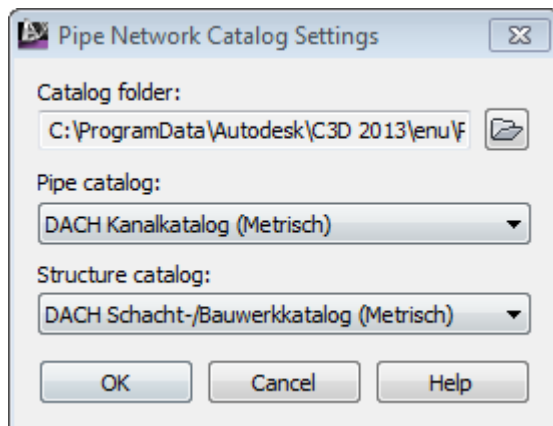 Pipe Network Catalog Settings
Catalog folder:
C:\ProgramData\Autodesk\C3D 2013\enu\
Pipe catalog:
DACH Kanalkatalog (Metrisch)
Structure catalog:
DACH Schacht-/Bauwerkkatalog (Metrisch)
OK Cancel Help